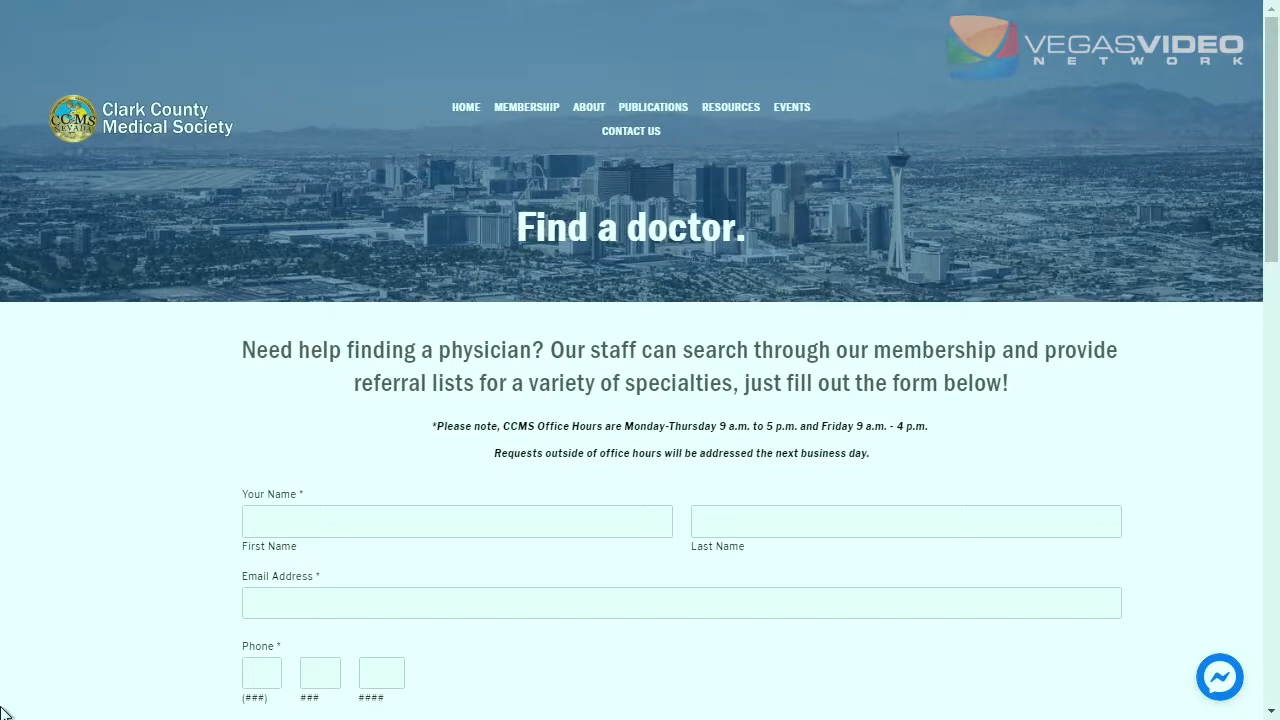 VEGASVIDEO
NETWORK
Clark County
Medical Society
CCMS
NEVADA
HOME MEMBERSHIP ABOUT PUBLICATIONS RESOURCES EVENTS
CONTACT US
Find a doctor.
Need help finding a physician? Our staff can search through our membership and provide
referral lists for a variety of specialties, just fill out the form below!
*Please note, CCMS Office Hours are Monday-Thursday 9 a.m. to 5 p.m. and Friday 9 a.m. - 4 p.m.
Requests outside of office hours will be addressed the next business day.
Your Name *
First Name Last Name
Email Address *
Phone *
(###) ### ####